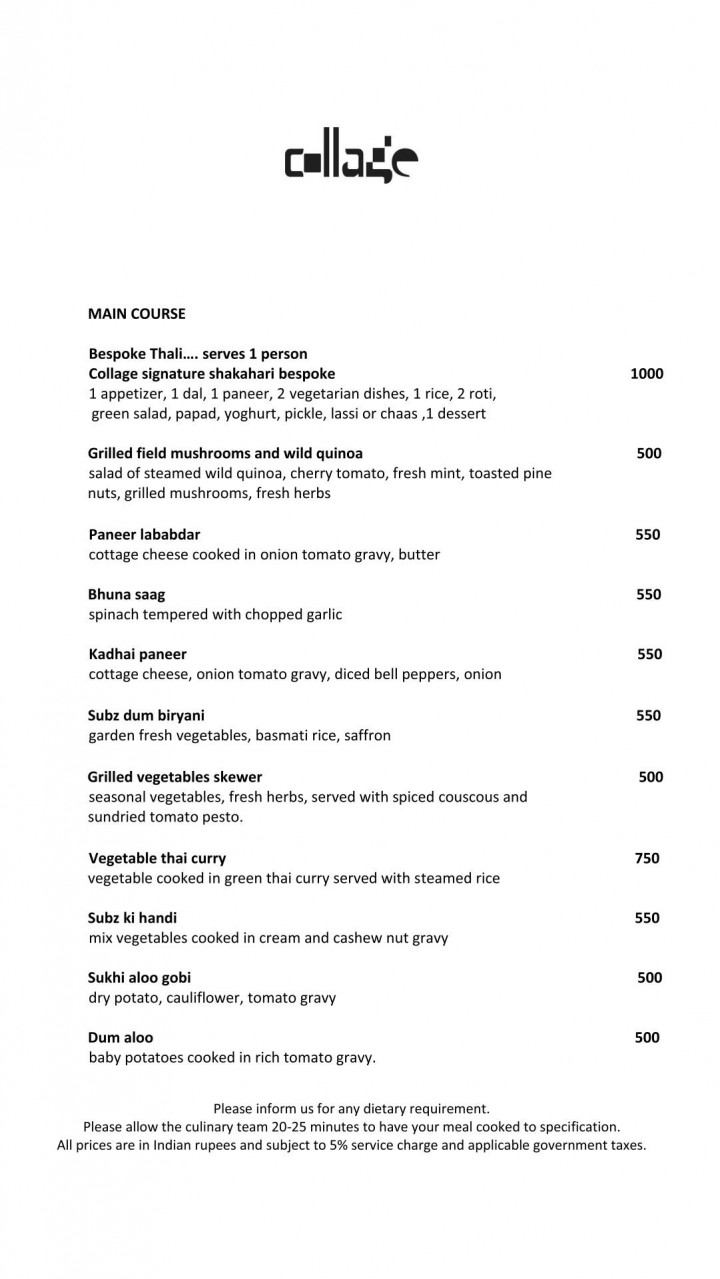 collage
MAIN COURSE
Bespoke Thali.... serves 1 person
Collage signature shakahari bespoke 1000
1 appetizer, 1 dal, 1 paneer, 2 vegetarian dishes, 1 rice, 2 roti,
green salad, papad, yoghurt, pickle, lassi or chaas ,1 dessert
Grilled field mushrooms and wild quinoa 500
salad of steamed wild quinoa, cherry tomato, fresh mint, toasted pine
nuts, grilled mushrooms, fresh herbs
Paneer lababdar 550
cottage cheese cooked in onion tomato gravy, butter
Bhuna saag 550
spinach tempered with chopped garlic
Kadhai paneer 550
cottage cheese, onion tomato gravy, diced bell peppers, onion
Subz dum biryani 550
garden fresh vegetables, basmati rice, saffron
Grilled vegetables skewer 500
seasonal vegetables, fresh herbs, served with spiced couscous and
sundried tomato pesto.
Vegetable thai curry 750
vegetable cooked in green thai curry served with steamed rice
Subz ki handi 550
mix vegetables cooked in cream and cashew nut gravy
Sukhi aloo gobi 500
dry potato, cauliflower, tomato gravy
Dum aloo 500
baby potatoes cooked in rich tomato gravy.
Please inform us for any dietary requirement.
Please allow the culinary team 20-25 minutes to have your meal cooked to specification.
All prices are in Indian rupees and subject to 5% service charge and applicable government taxes.